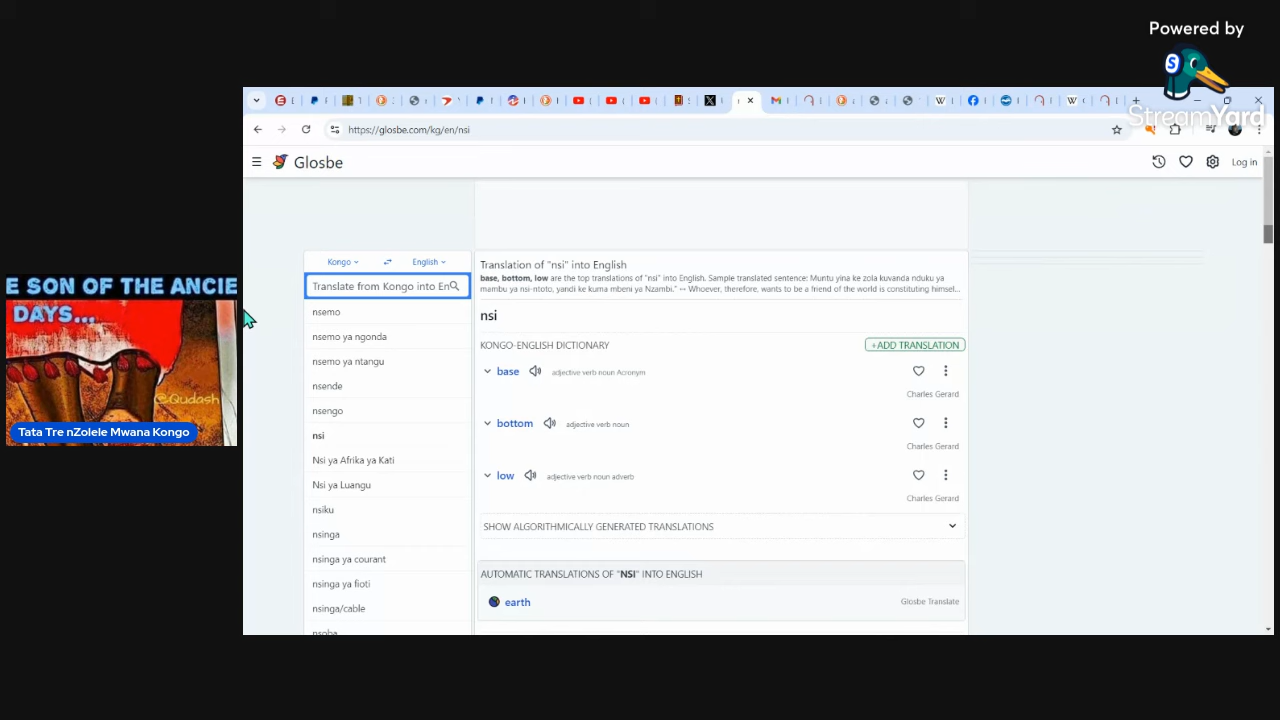 Powered by
StreamYard
https://glosbe.com/kg/en/nsi
Glosbe
Log in
Kongo
English
Translate from Kongo into En
nsemo
nsemo ya ngonda
nsemo ya ntangu
nsende
nsengo
nsi
Nsi ya Afrika ya Kati
Nsi ya Luangu
nsiku
nsinga
nsinga ya courant
nsinga ya fioti
nsinga/cable
nsoba
Translation of "nsi" into English
base, bottom, low are the top translations of "nsi" into English. Sample translated sentence: Muntu yina ke zola kuvanda nduku ya
mambu ya nsi-ntoto, yandi ke kuma mbeni ya Nzambi." ↔ Whoever, therefore, wants to be a friend of the world is constituting himsel...
nsi
KONGO-ENGLISH DICTIONARY
+ADD TRANSLATION
base
adjective verb noun Acronym
Charles Gerard
bottom
adjective verb noun
Charles Gerard
low
adjective verb noun adverb
Charles Gerard
SHOW ALGORITHMICALLY GENERATED TRANSLATIONS
AUTOMATIC TRANSLATIONS OF "NSI" INTO ENGLISH
earth
Glosbe Translate
E SON OF THE ANCIE
DAYS...
@Qudash
Tata Tre nZolele Mwana Kongo